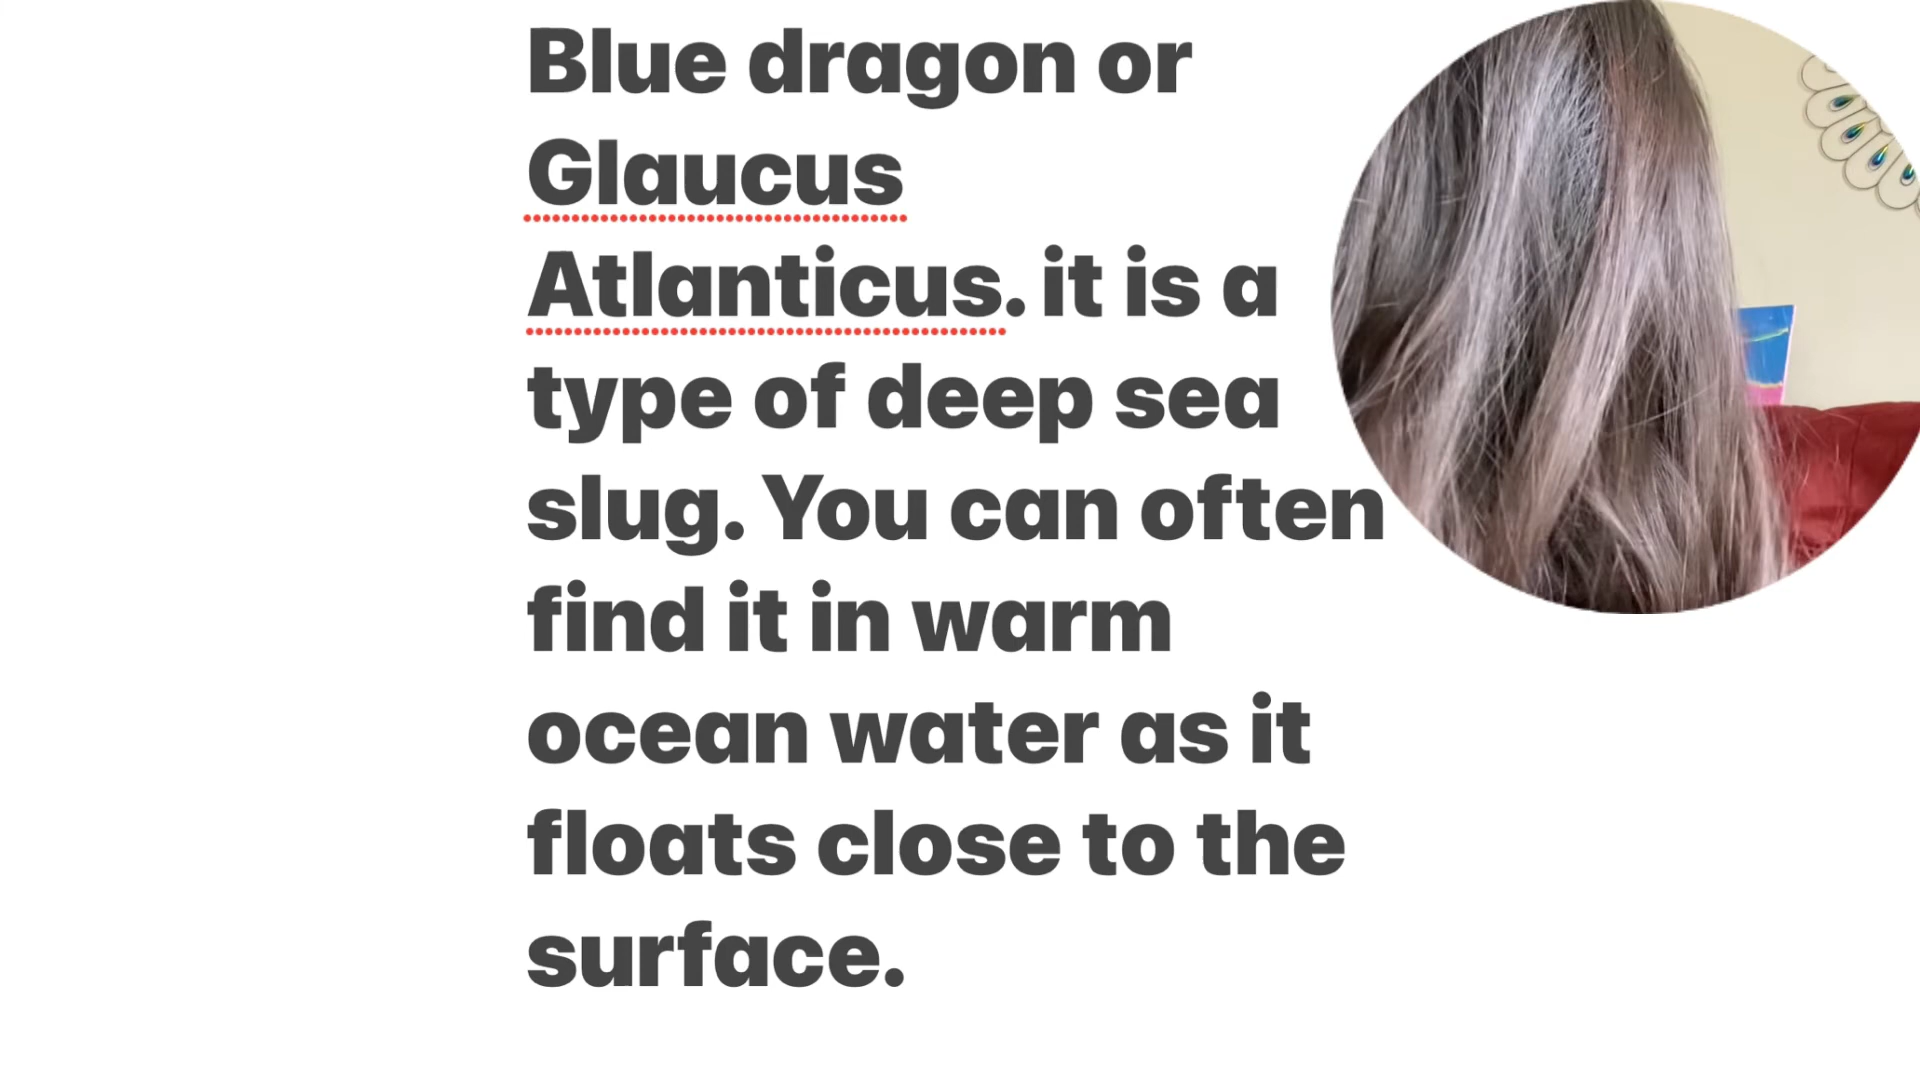 Blue dragon or
Glaucus
Atlanticus. it is a
type of deep sea
slug. You can often
find it in warm
ocean water as it
floats close to the
surface.